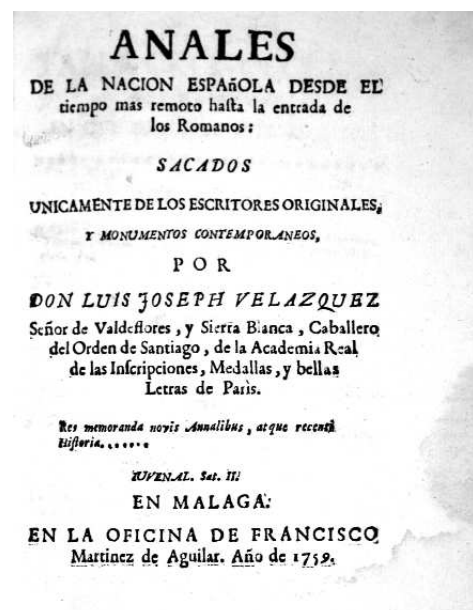 ANALES
DE LA NACION ESPAñOLA DESDE EL
tiempo mas remoto haſta la entrada de
los Romanos:
SACADOS
UNICAMENTE DE LOS ESCRITORES ORIGINALES,
Y MONUMENTOS CONTEMPORANEOS,
POR
DON LUIS JOSEPH VELAZQUEZ
Señor de Valdeflores, y Sierra Blanca, Caballero
del Orden de Santiago, de la Academia Real
de las Inſcripciones, Medallas, y bellas
Letras de Paris.
Res memoranda novis Annalibus, atque recenti
Hiſtoria.......
IUVENAL. Sat. II.
EN MALAGA:
EN LA OFICINA DE FRANCISCO
Martinez de Aguilar. Año de 1759.